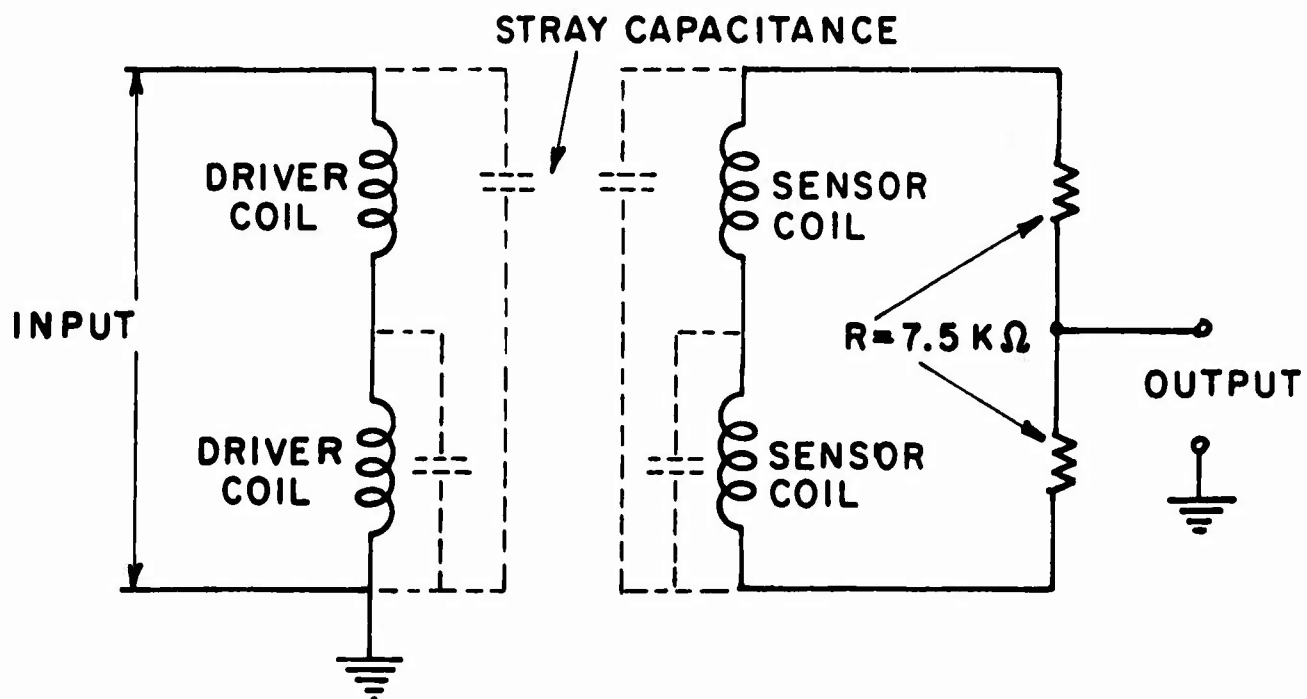 STRAY CAPACITANCE
DRIVER
COIL
SENSOR
COIL
INPUT
R=7.5 KΩ
OUTPUT
DRIVER
COIL
SENSOR
COIL